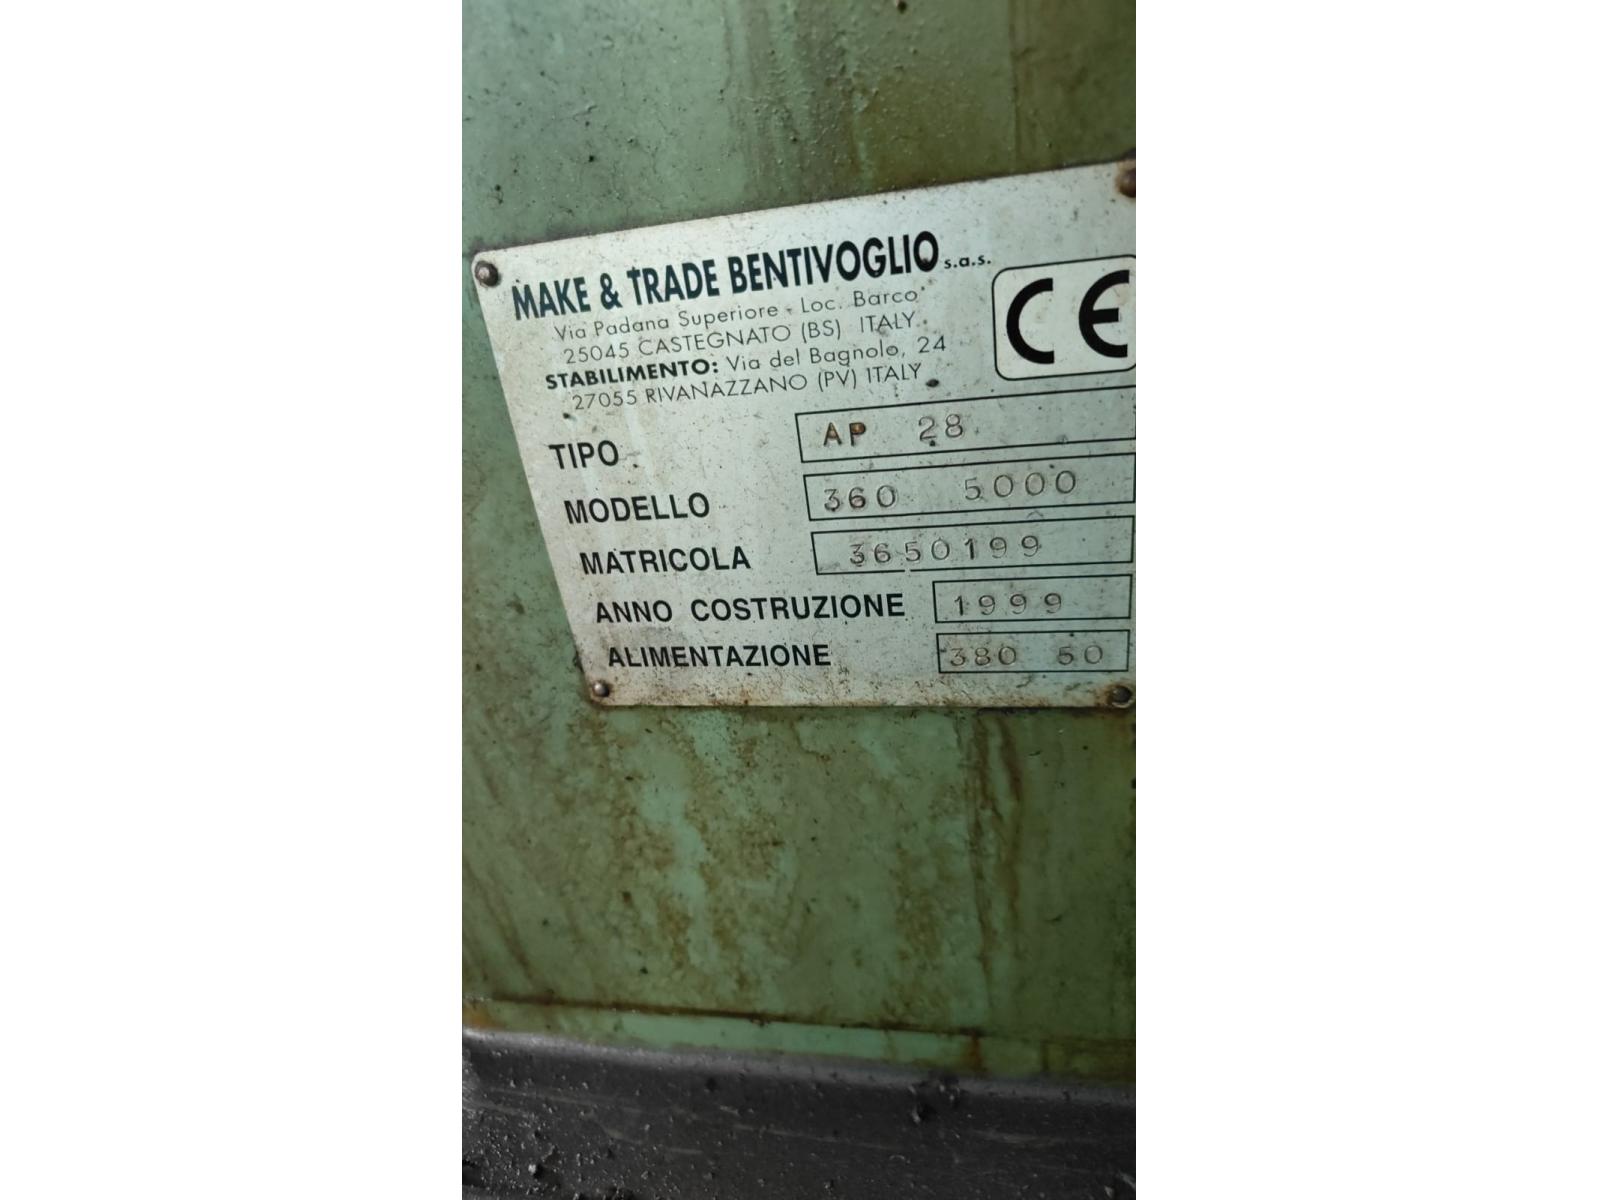 MAKE & TRADE BENTIVOGLIO s.a.s.
Via Padana Superiore - Loc. Barco
25045 CASTEGNATO (BS) ITALY
STABILIMENTO: Via del Bagnolo, 24
27055 RIVANAZZANO (PV) ITALY
CE
TIPO AP 28
MODELLO 360 5000
MATRICOLA 3650199
ANNO COSTRUZIONE 1999
ALIMENTAZIONE 380 50